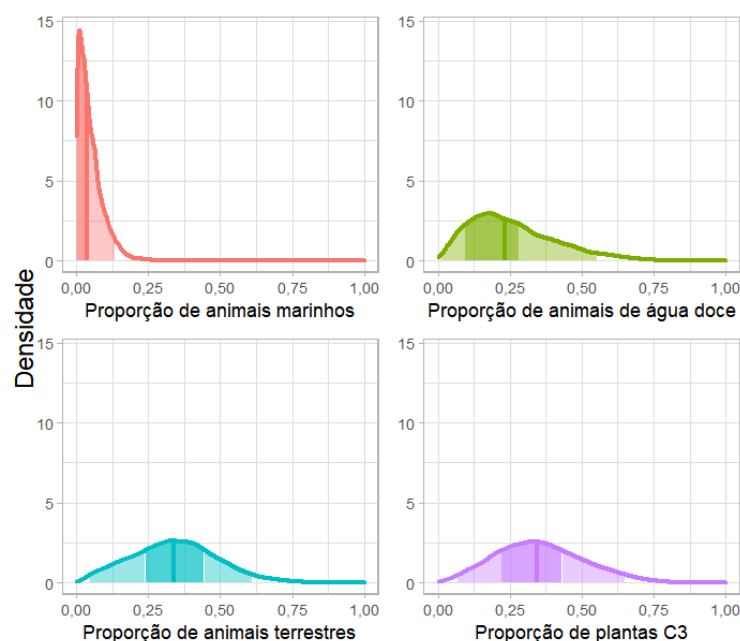 15
10
5
0
0,00 0,25 0,50 0,75 1,00
Proporção de animais marinhos
15
10
5
0
0,00 0,25 0,50 0,75 1,00
Proporção de animais de água doce
Densidade
15
10
5
0
0,00 0,25 0,50 0,75 1,00
Proporção de animais terrestres
15
10
5
0
0,00 0,25 0,50 0,75 1,00
Proporção de plantas C3